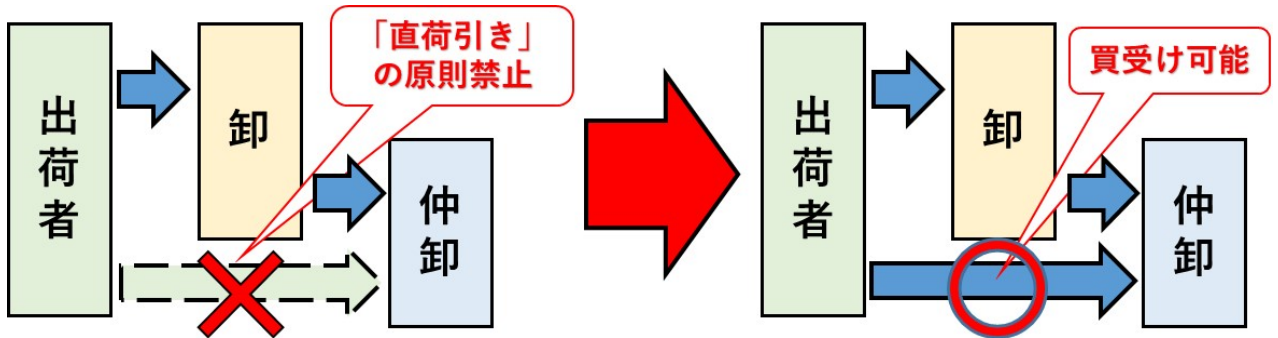 出荷者
卸
「直荷引き」
の原則禁止
仲卸
出荷者
卸
買受け可能
仲卸